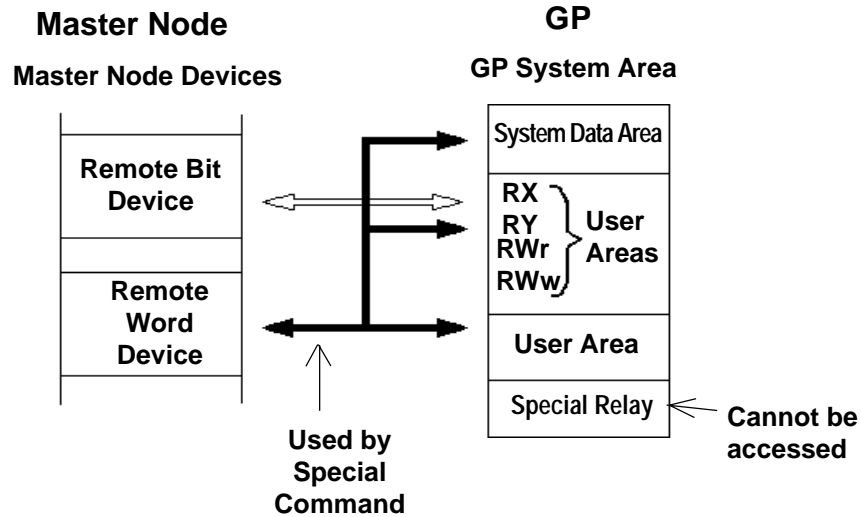 Master Node
Master Node Devices
Remote Bit
Device
Remote
Word
Device
Used by
Special
Command
GP
GP System Area
System Data Area
RX
RY
RWr
RWw
User
Areas
User Area
Special Relay
Cannot be
accessed